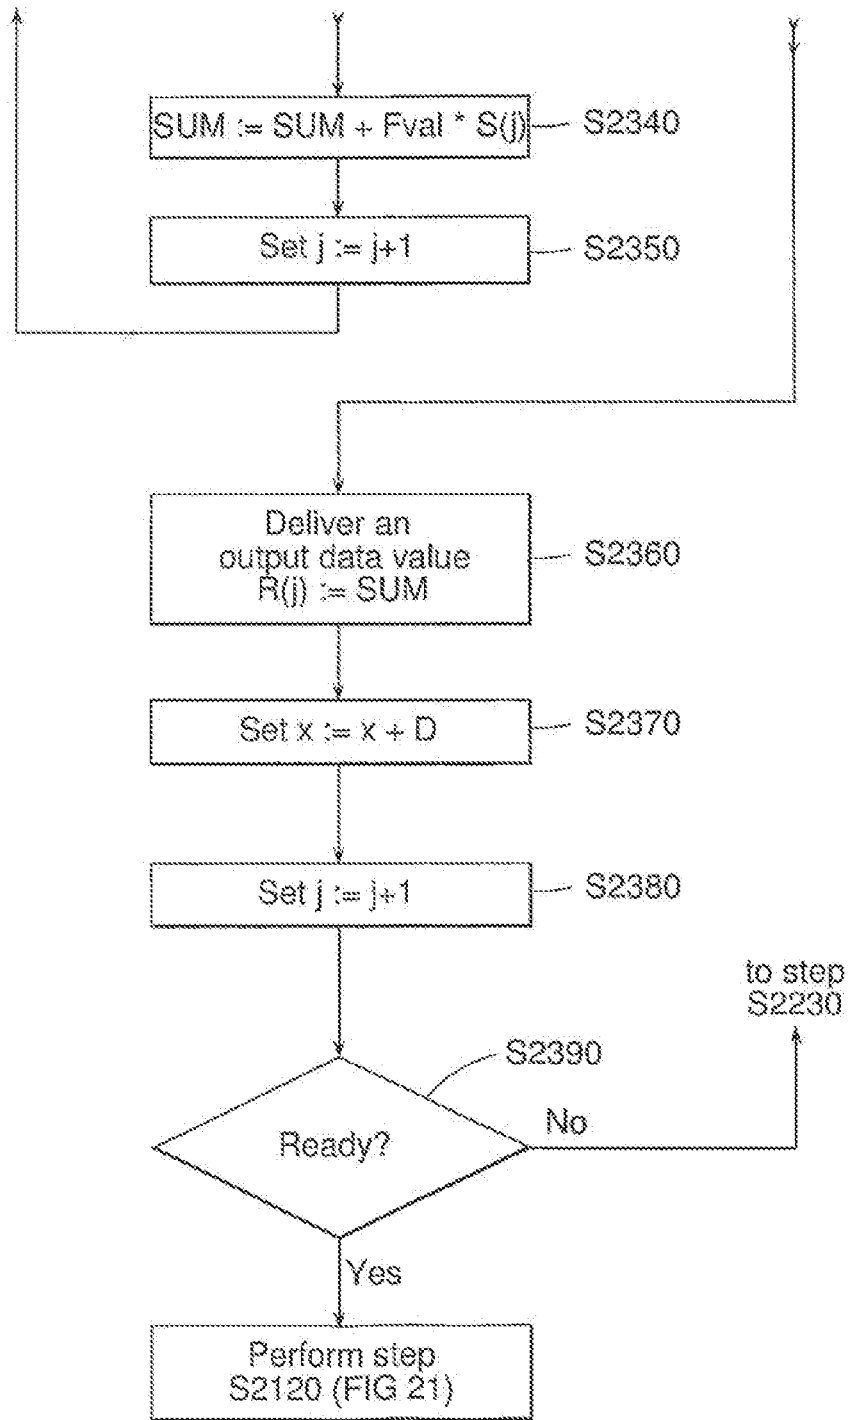 SUM := SUM + Fval * S(j)
S2340
Set j := j+1
S2350
Deliver an
output data value
R(j) := SUM
S2360
Set x := x + D
S2370
Set j := j+1
S2380
to step
S2230
S2390
Ready?
No
Yes
Perform step
S2120 (FIG 21)